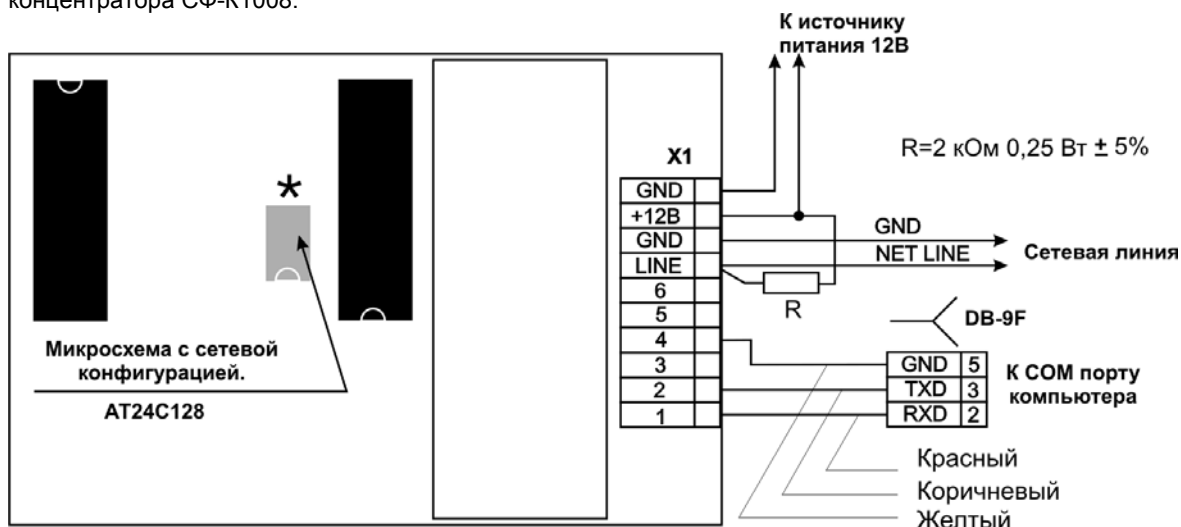 концентратора СФ-К1008.
К источнику
питания 12В
R=2 кОм 0,25 Вт ± 5%
X1
GND
+12В
GND
LINE
6
5
4
3
2
1
GND
NET LINE
Сетевая линия
R
DB-9F
GND 5
TXD 3
RXD 2
К COM порту
компьютера
*
Микросхема с сетевой
конфигурацией.
AT24C128
Красный
Коричневый
Желтый